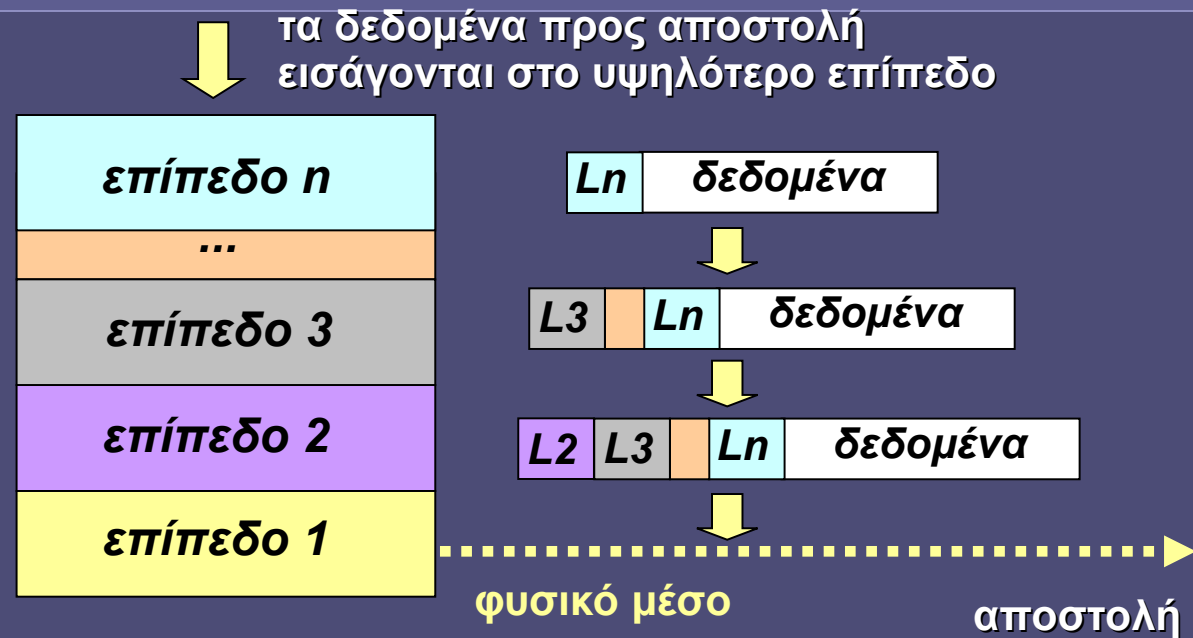 τα δεδομένα προς αποστολή
εισάγονται στο υψηλότερο επίπεδο
επίπεδο n
Ln δεδομένα
...
επίπεδο 3
L3 Ln δεδομένα
επίπεδο 2
L2 L3 Ln δεδομένα
επίπεδο 1
φυσικό μέσο
αποστολή